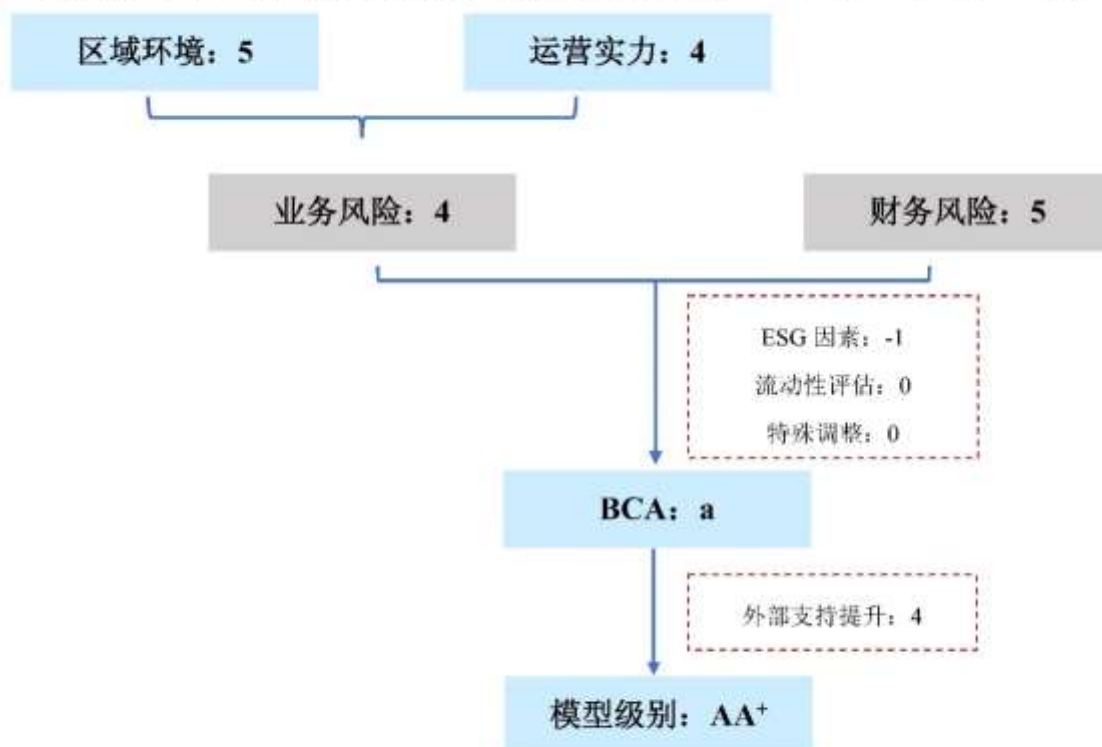 区域环境：5
运营实力：4
业务风险：4
财务风险：5
ESG 因素：-1
流动性评估：0
特殊调整：0
BCA：a
外部支持提升：4
模型级别：AA⁺